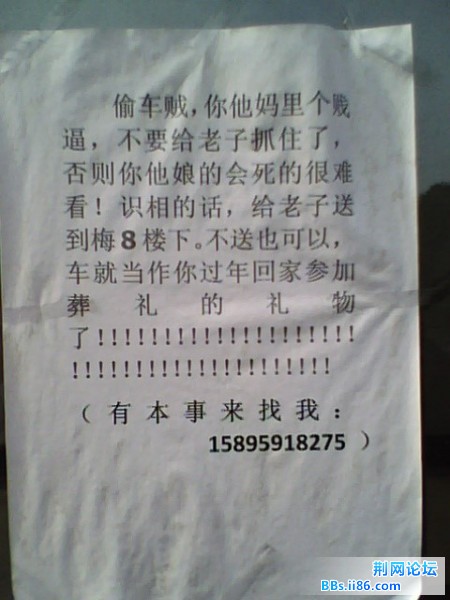 偷车贼，你他妈里个贱
逼，不要给老子抓住了，
否则你他娘的会死的很难
看！识相的话，给老子送
到梅8楼下。不送也可以，
车就当作你过年回家参加
葬礼的礼物
了!!!!!!!!!!!!!!!!!!!!
!!!!!!!!!!!!!!!!!!!!!
（有本事来找我：
15895918275）
荆网论坛
BBs.ii86.com